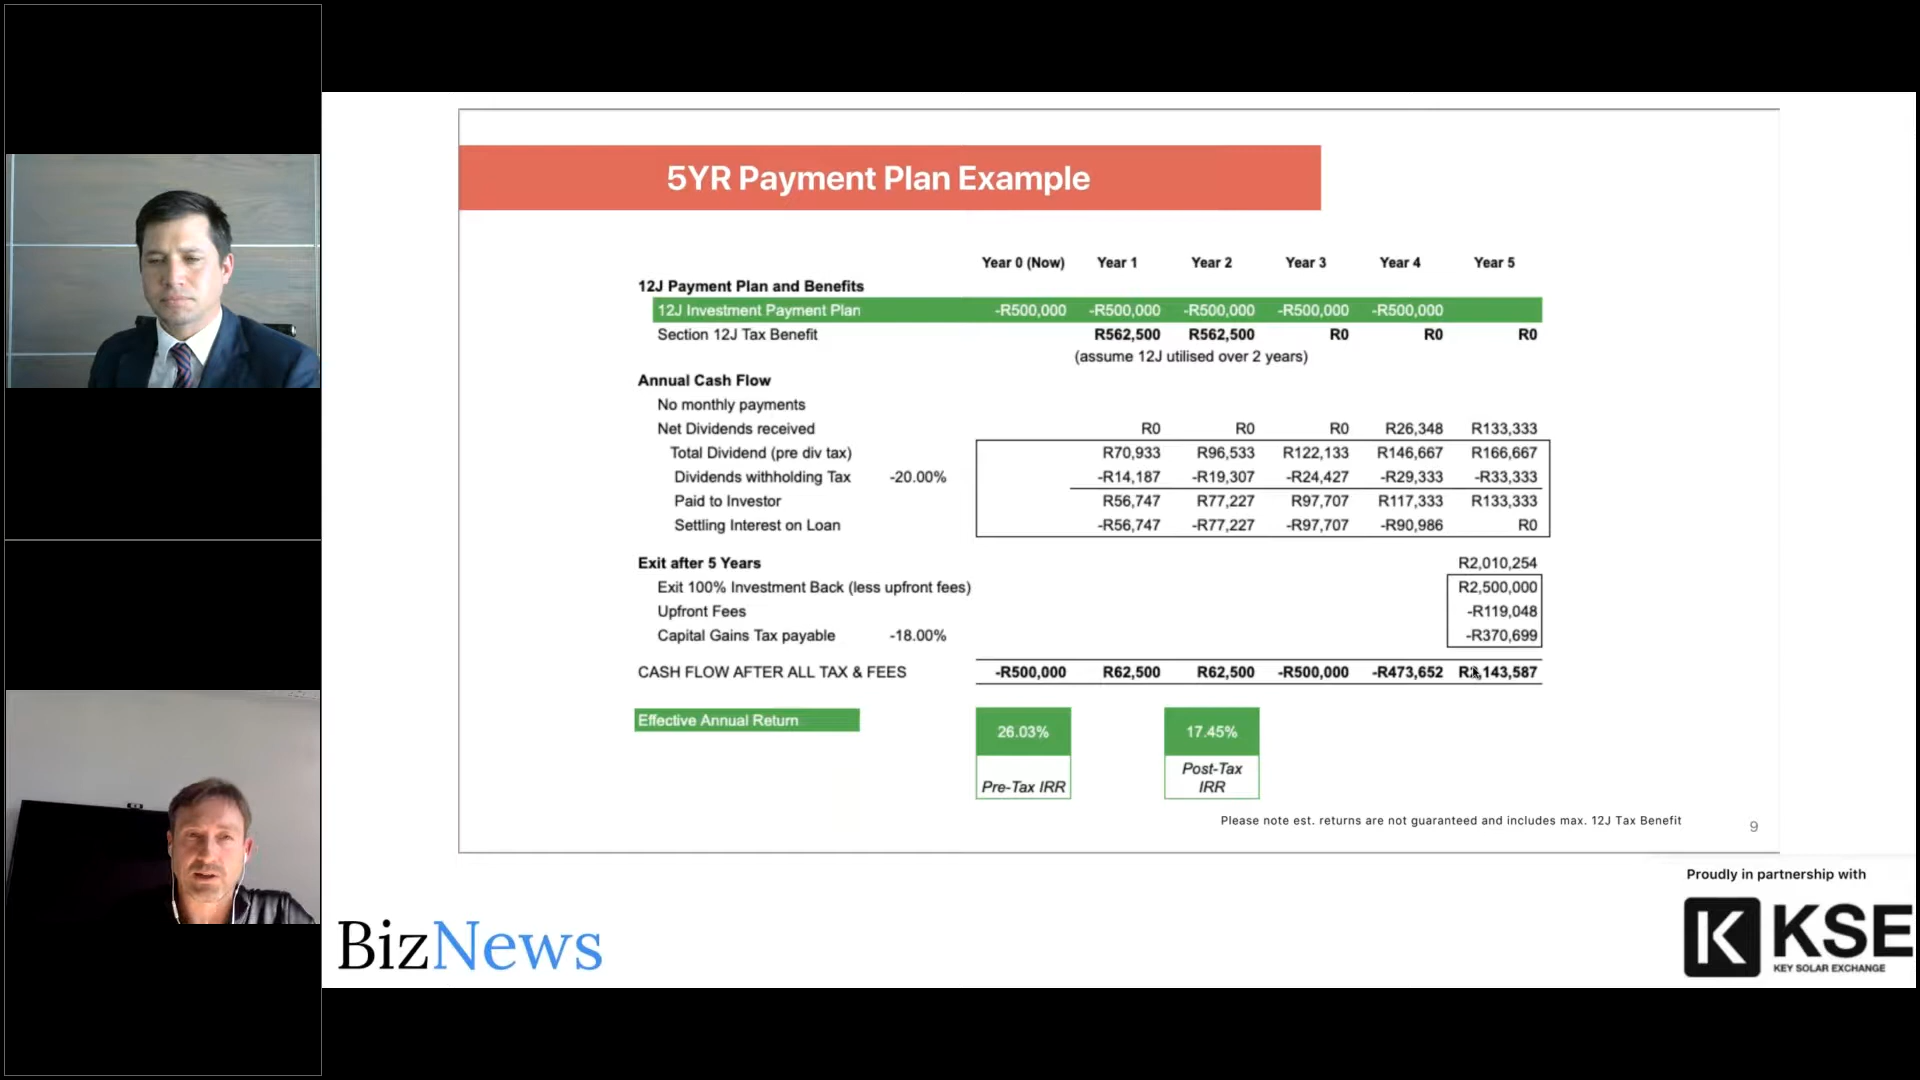 5YR Payment Plan Example
Year 0 (Now) Year 1 Year 2 Year 3 Year 4 Year 5
12J Payment Plan and Benefits
12J Investment Payment Plan -R500,000 -R500,000 -R500,000 -R500,000 -R500,000
Section 12J Tax Benefit R562,500 R562,500 R0 R0 R0
(assume 12J utilised over 2 years)
Annual Cash Flow
No monthly payments
Net Dividends received R0 R0 R0 R26,348 R133,333
Total Dividend (pre div tax) R70,933 R96,533 R122,133 R146,667 R166,667
Dividends withholding Tax -20.00% -R14,187 -R19,307 -R24,427 -R29,333 -R33,333
Paid to Investor R56,747 R77,227 R97,707 R117,333 R133,333
Settling Interest on Loan -R56,747 -R77,227 -R97,707 -R90,986 R0
Exit after 5 Years R2,010,254
Exit 100% Investment Back (less upfront fees) R2,500,000
Upfront Fees -R119,048
Capital Gains Tax payable -18.00% -R370,699
CASH FLOW AFTER ALL TAX & FEES -R500,000 R62,500 R62,500 -R500,000 -R473,652
Effective Annual Return 26.03% 17.45%
Pre-Tax IRR Post-Tax
IRR
Please note est. returns are not guaranteed and includes max. 12J Tax Benefit
9
Proudly in partnership with
BizNews
K KSE
KEY SOLAR EXCHANGE